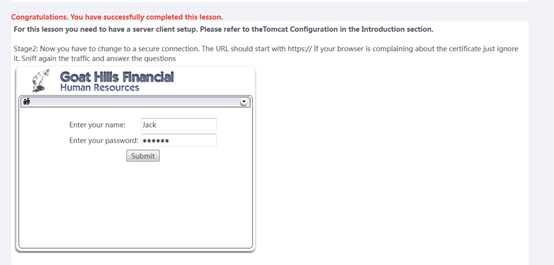 Congratulations. You have successfully completed this lesson.
For this lesson you need to have a server client setup. Please refer to theTomcat Configuration in the Introduction section.
Stage2: Now you have to change to a secure connection. The URL should start with https:// If your browser is complaining about the certificate just ignore
it. Sniff again the traffic and answer the questions
Goat Hills Financial
Human Resources
Enter your name: Jack
Enter your password: ●●●●●●
Submit